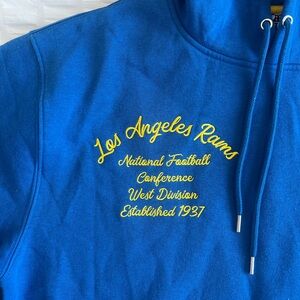 Los Angeles Rams
National Football
Conference
West Division
Established 1937